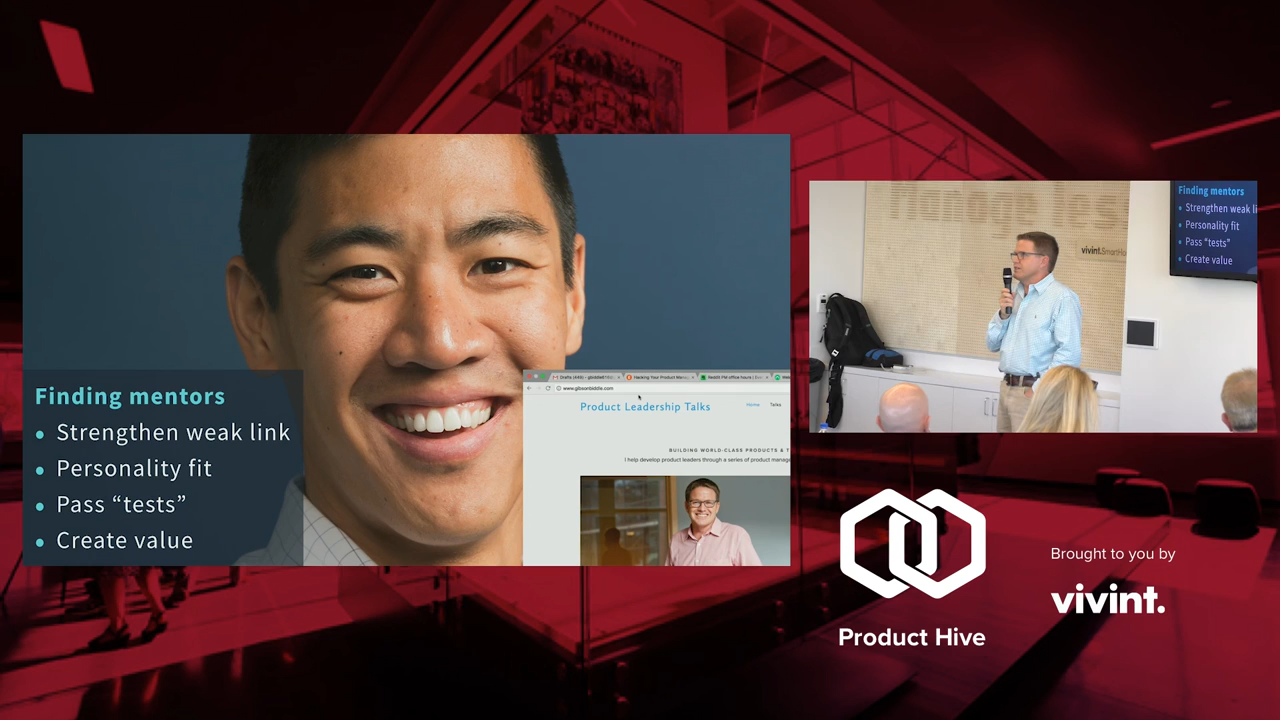 Finding mentors
Strengthen weak link
Personality fit
Pass “tests”
Create value
www.gibsonbiddle.com
Product Leadership Talks
Home
Talks
BUILDING WORLD-CLASS PRODUCTS &
I help develop product leaders through a series of product
vivint.SmartHo
Finding mentors
Strengthen weak li
Personality fit
Pass “tests”
Create value
Product Hive
Brought to you by
vivint.